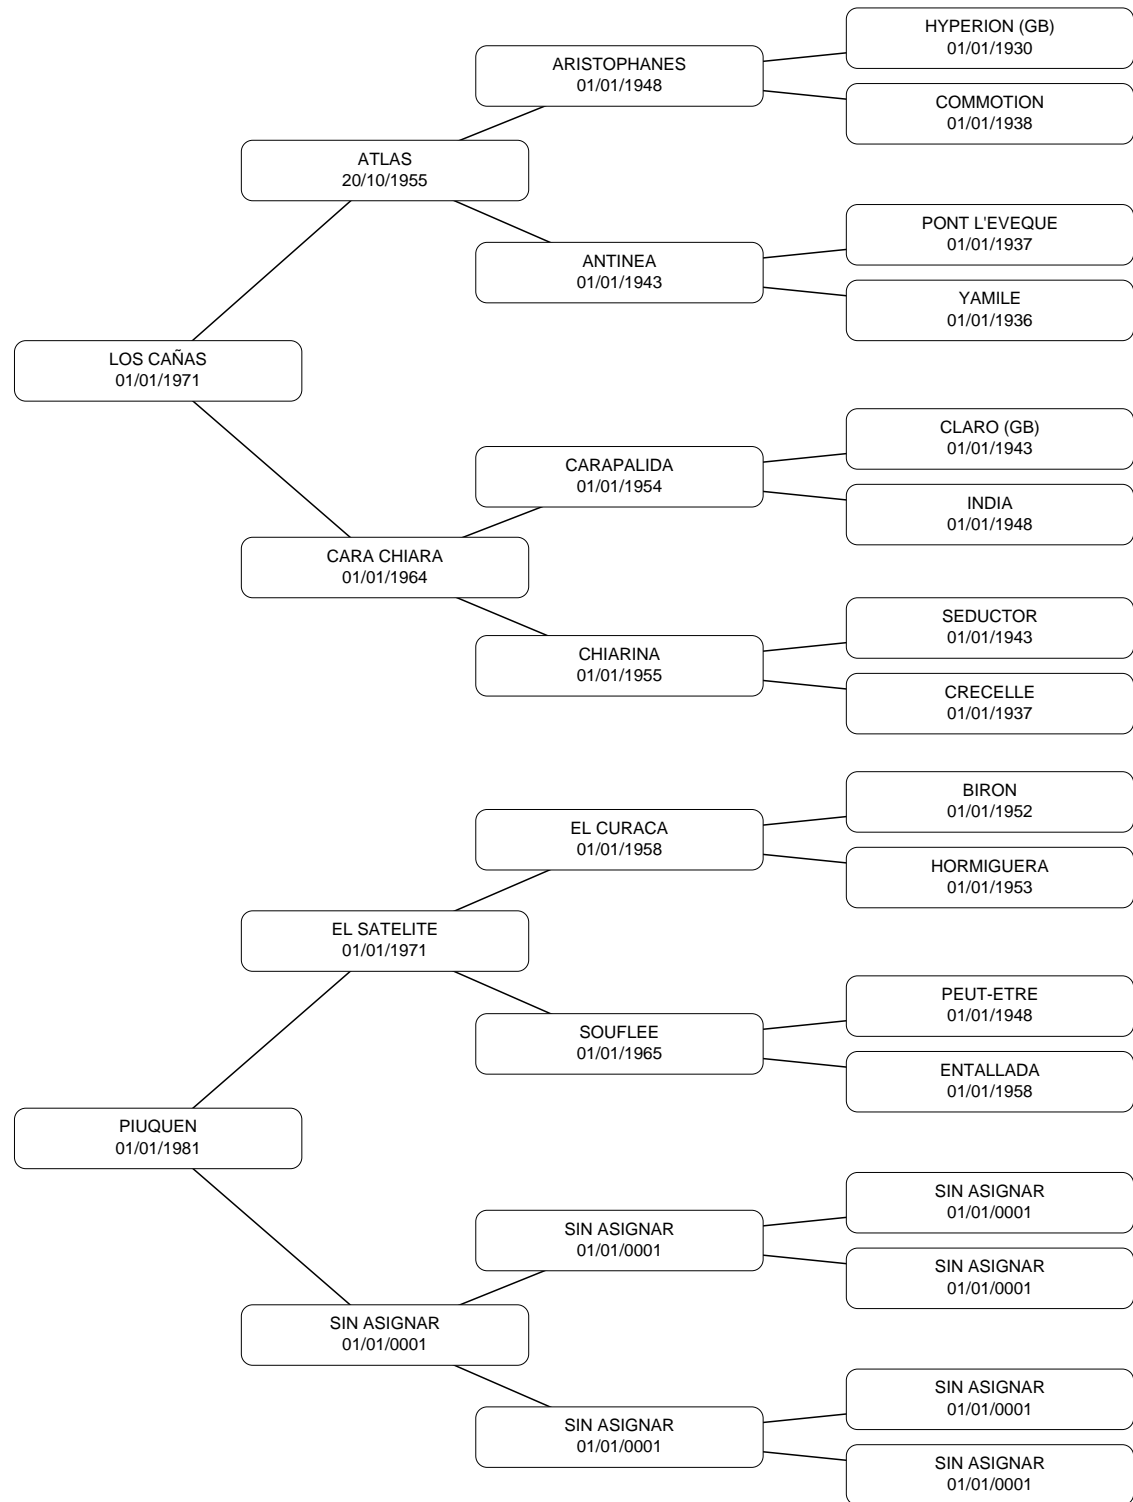 HYPERION (GB)
01/01/1930
ARISTOPHANES
01/01/1948
COMMOTION
01/01/1938
ATLAS
20/10/1955
PONT L'EVEQUE
01/01/1937
ANTINEA
01/01/1943
YAMILE
01/01/1936
LOS CAÑAS
01/01/1971
CLARO (GB)
01/01/1943
CARAPALIDA
01/01/1954
INDIA
01/01/1948
CARA CHIARA
01/01/1964
SEDUCTOR
01/01/1943
CHIARINA
01/01/1955
CRECELLE
01/01/1937
BIRON
01/01/1952
EL CURACA
01/01/1958
HORMIGUERA
01/01/1953
EL SATELITE
01/01/1971
PEUT-ETRE
01/01/1948
SOUFLEE
01/01/1965
ENTALLADA
01/01/1958
PIUQUEN
01/01/1981
SIN ASIGNAR
01/01/0001
SIN ASIGNAR
01/01/0001
SIN ASIGNAR
01/01/0001
SIN ASIGNAR
01/01/0001
SIN ASIGNAR
01/01/0001
SIN ASIGNAR
01/01/0001
SIN ASIGNAR
01/01/0001